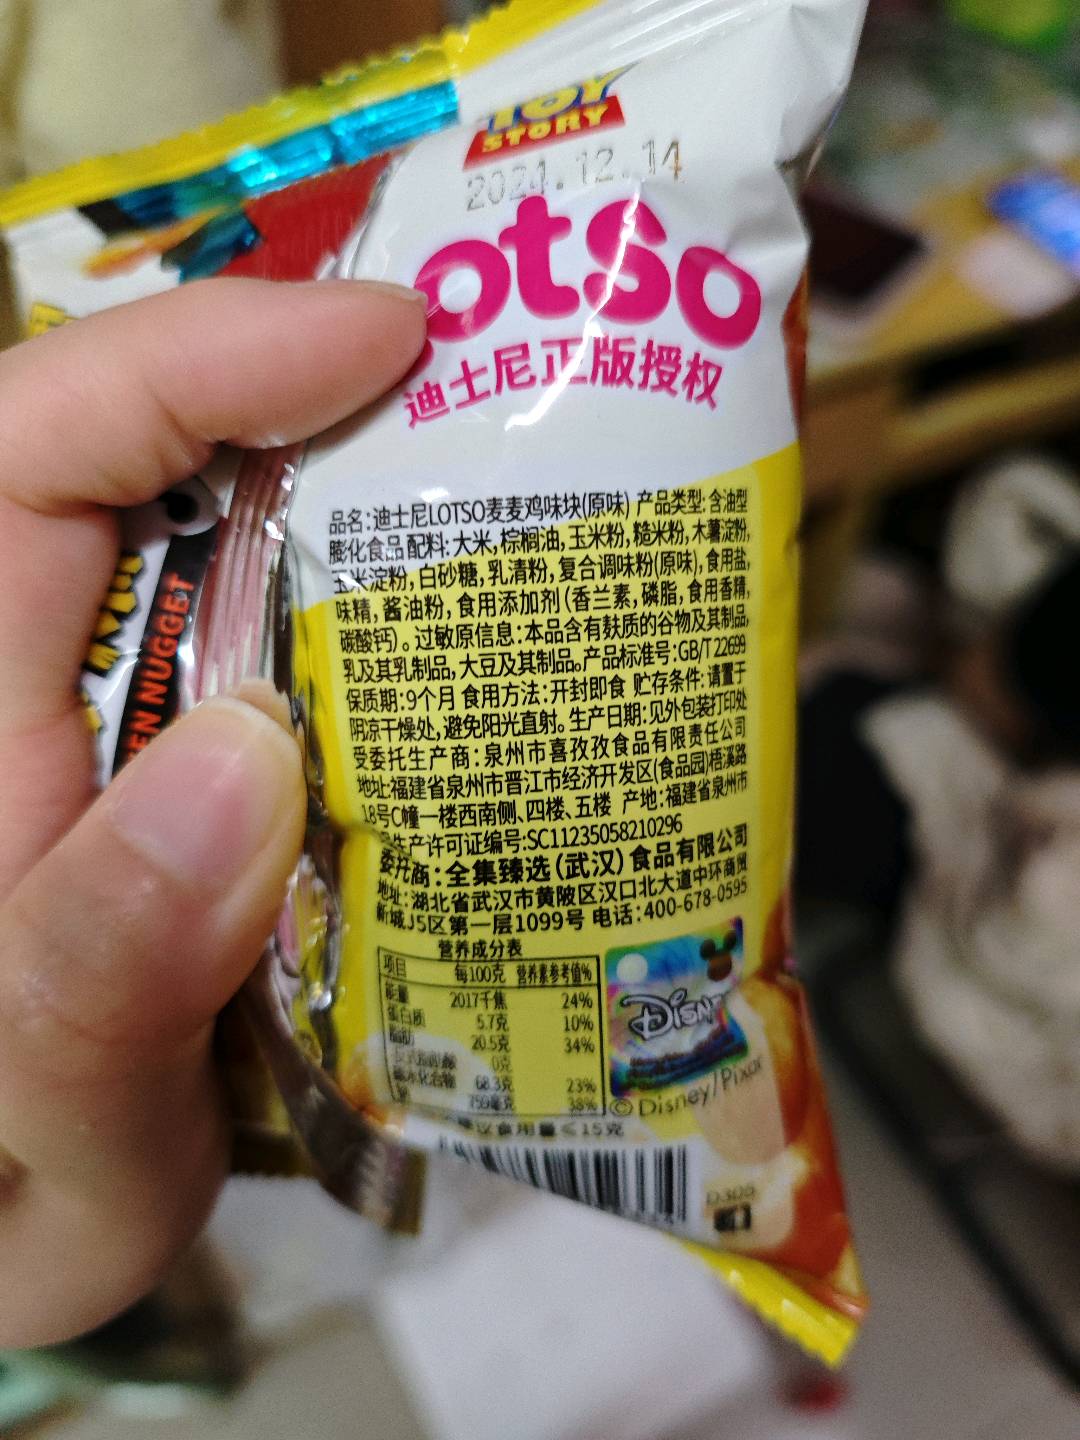 TOY
STORY
2024.12.14
otso
迪士尼正版授权
EEN NUGGET
品名:迪士尼LOTSO麦麦鸡味块(原味) 产品类型:含油型
膨化食品 配料:大米,棕榈油,玉米粉,糙米粉,木薯淀粉,
玉米淀粉,白砂糖,乳清粉,复合调味粉(原味),食用盐,
味精,酱油粉,食用添加剂(香兰素,磷脂,食用香精,
碳酸钙)。过敏原信息:本品含有麸质的谷物及其制品,
乳及其乳制品,大豆及其制品。产品标准号:GB/T 22699
保质期:9个月 食用方法:开封即食 贮存条件:请置于
阴凉干燥处,避免阳光直射。生产日期:见外包装打印处
受委托生产商:泉州市喜孜孜食品有限责任公司
地址:福建省泉州市晋江市经济开发区(食品园)梧溪路
18号C幢一楼西南侧、四楼、五楼 产地:福建省泉州市
生产许可证编号:SC11235058210296
委托商:全集臻选(武汉)食品有限公司
地址:湖北省武汉市黄陂区汉口北大道中环商贸
新城J5区第一层1099号 电话:400-678-0595
营养成分表
项目 每100克 营养素参考值%
能量 2017千焦 24%
蛋白质 5.7克 10%
脂肪 20.5克 34%
0克
碳水化合物 68.3克 23%
钠 759毫克 38%
建议食用量≤15克
Disney
© Disney/Pixar
D305